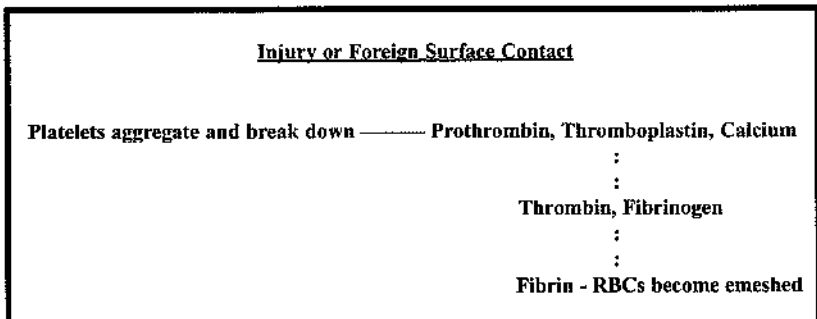 Injury or Foreign Surface Contact
Platelets aggregate and break down ——— Prothrombin, Thromboplastin, Calcium
:
:
Thrombin, Fibrinogen
:
:
Fibrin - RBCs become emeshed